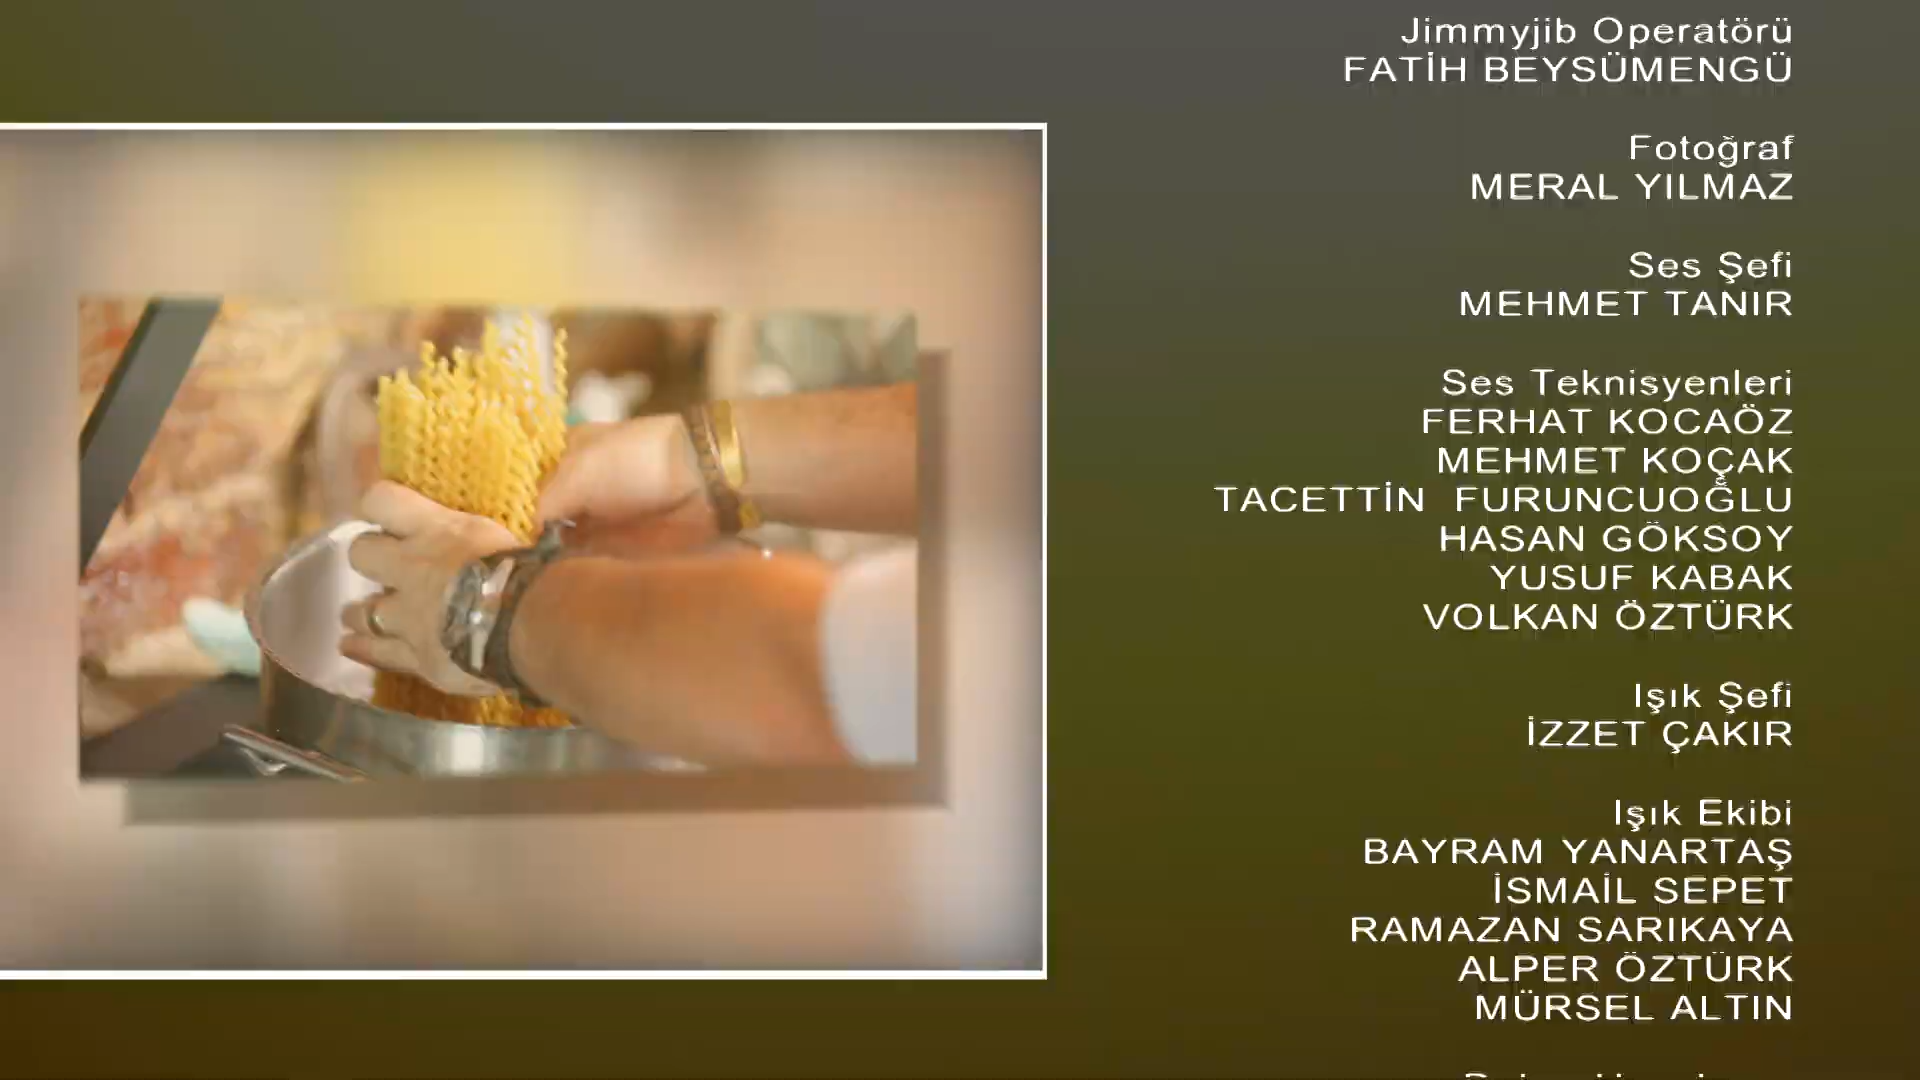 Jimmyjib Operatörü
FATİH BEYSÜMENGÜ
Fotoğraf
MERAL YILMAZ
Ses Şefi
MEHMET TANIR
Ses Teknisyenleri
FERHAT KOCAÖZ
MEHMET KOÇAK
TACETTİN FURUNCUOĞLU
HASAN GÖKSOY
YUSUF KABAK
VOLKAN ÖZTÜRK
Işık Şefi
İZZET ÇAKIR
Işık Ekibi
BAYRAM YANARTAŞ
İSMAİL SEPET
RAMAZAN SARIKAYA
ALPER ÖZTÜRK
MÜRSEL ALTIN